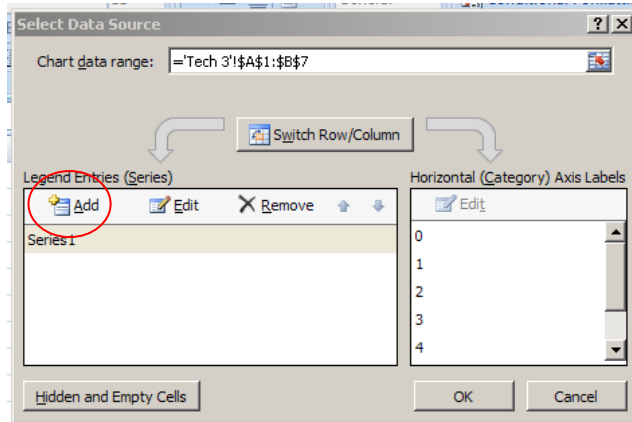 Select Data Source
Chart data range: ='Tech 3'!$A$1:$B$7
Switch Row/Column
Legend Entries (Series) Horizontal (Category) Axis Labels
Add Edit Remove Edit
Series1
0
1
2
3
4
Hidden and Empty Cells OK Cancel